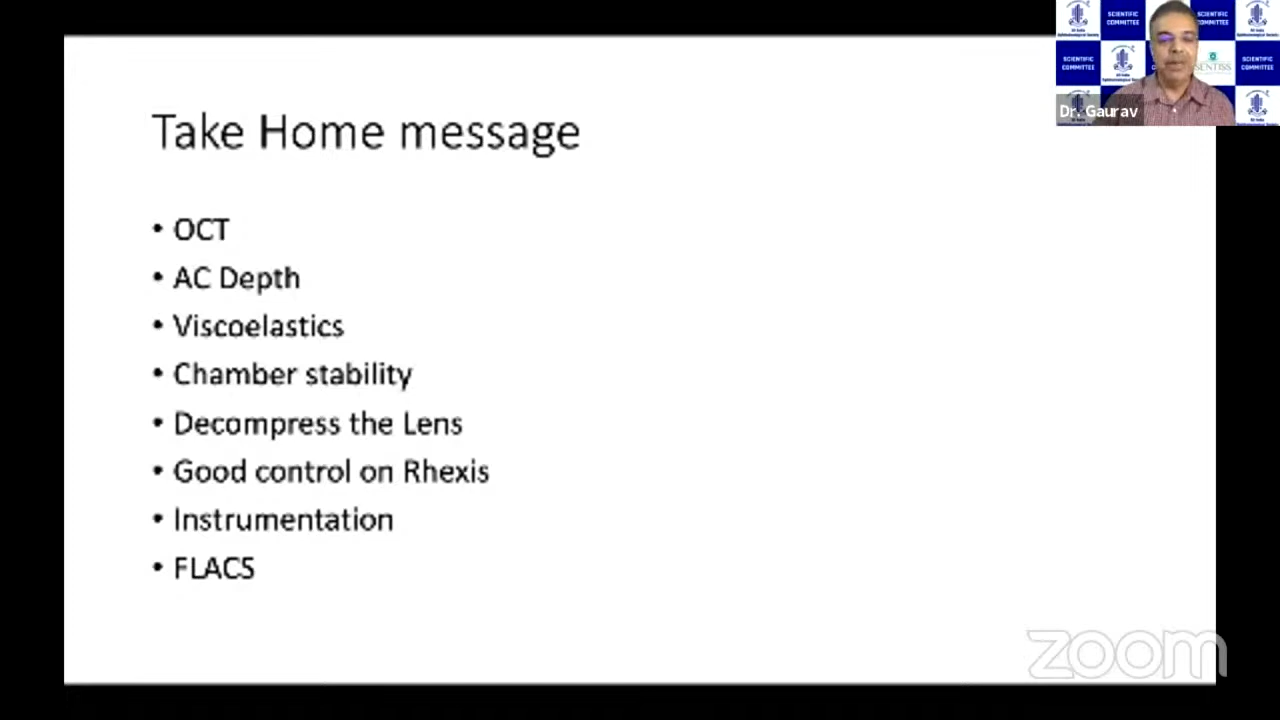 Take Home message
• OCT
• AC Depth
• Viscoelastics
• Chamber stability
• Decompress the Lens
• Good control on Rhexis
• Instrumentation
• FLACS
SCIENTIFIC
COMMITTEE
SCIENTIFIC
COMMITTEE
SCIENTIFIC
COMMITTEE
SENTISS
SCIENTIFIC
COMMITTEE
Dr. Gaurav
zoom